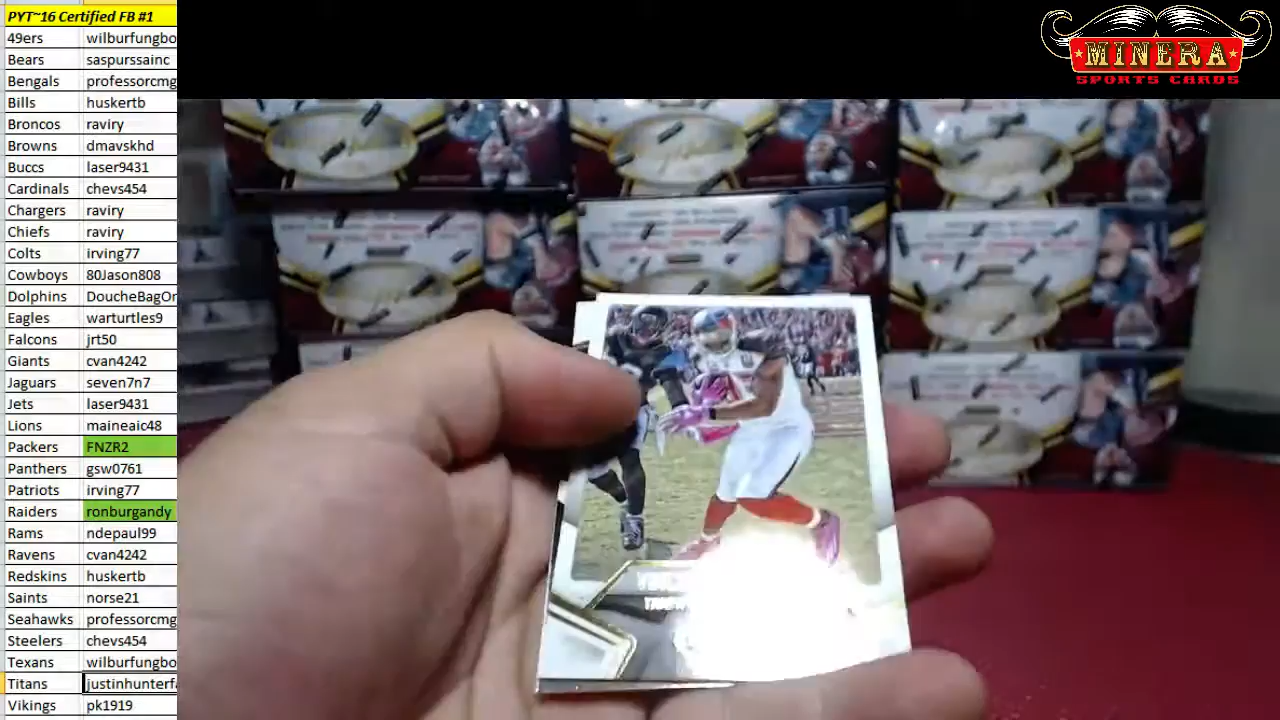 PYT~16 Certified FB #1
49ers wilburfungbo
Bears saspurssainc
Bengals professorcmg
Bills huskertb
Broncos raviry
Browns dmavskhd
Buccs laser9431
Cardinals chevs454
Chargers raviry
Chiefs raviry
Colts irving77
Cowboys 80Jason808
Dolphins DoucheBagOr
Eagles warturtles9
Falcons jrt50
Giants cvan4242
Jaguars seven7n7
Jets laser9431
Lions maineaic48
Packers FNZR2
Panthers gsw0761
Patriots irving77
Raiders ronburgandy
Rams ndepaul99
Ravens cvan4242
Redskins huskertb
Saints norse21
Seahawks professorcmg
Steelers chevs454
Texans wilburfungbo
Titans justinhunterfa
Vikings pk1919
MINERA
SPORTS CARDS